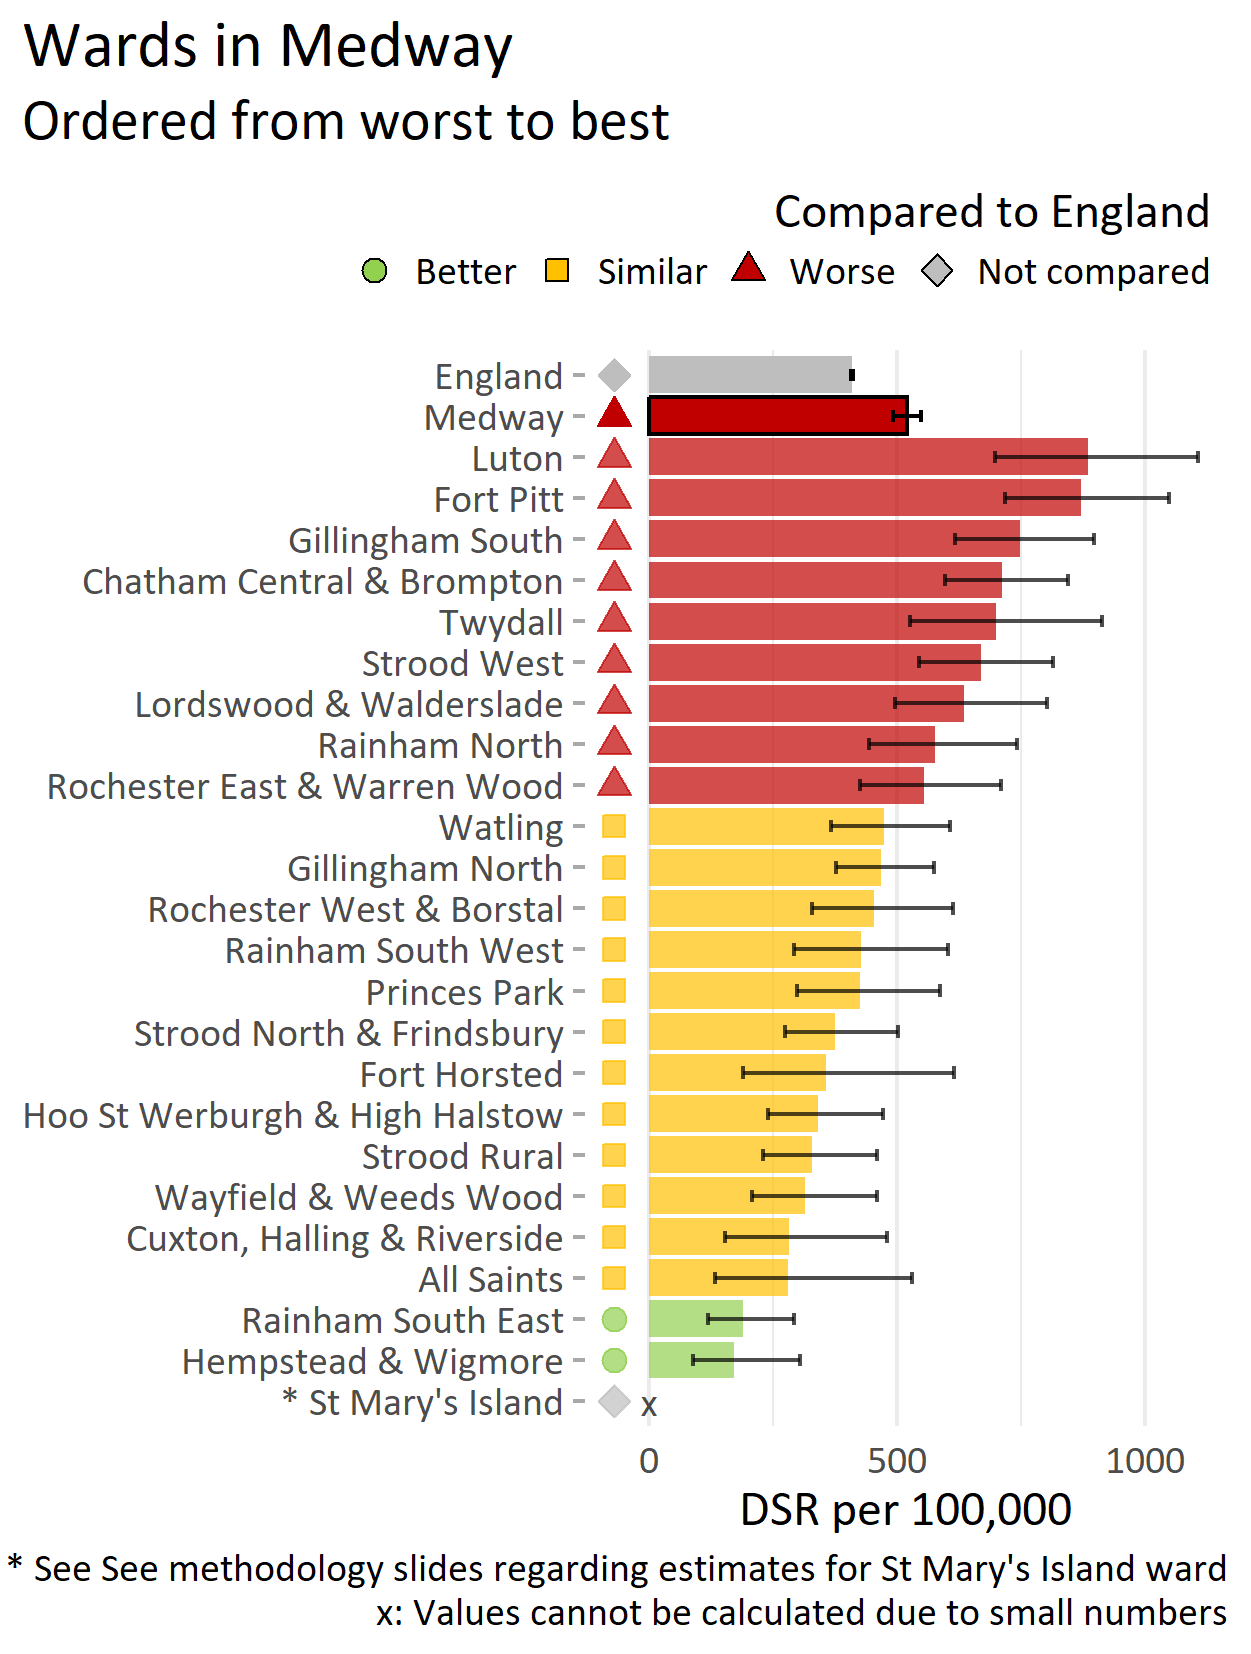 Wards in Medway
Ordered from worst to best
Compared to England
Better
Similar
Worse
Not compared
England
Medway
Luton
Fort Pitt
Gillingham South
Chatham Central & Brompton
Twydall
Strood West
Lordswood & Walderslade
Rainham North
Rochester East & Warren Wood
Watling
Gillingham North
Rochester West & Borstal
Rainham South West
Princes Park
Strood North & Frindsbury
Fort Horsted
Hoo St Werburgh & High Halstow
Strood Rural
Wayfield & Weeds Wood
Cuxton, Halling & Riverside
All Saints
Rainham South East
Hempstead & Wigmore
* St Mary's Island x
0 500 1000
DSR per 100,000
* See See methodology slides regarding estimates for St Mary's Island ward
x: Values cannot be calculated due to small numbers